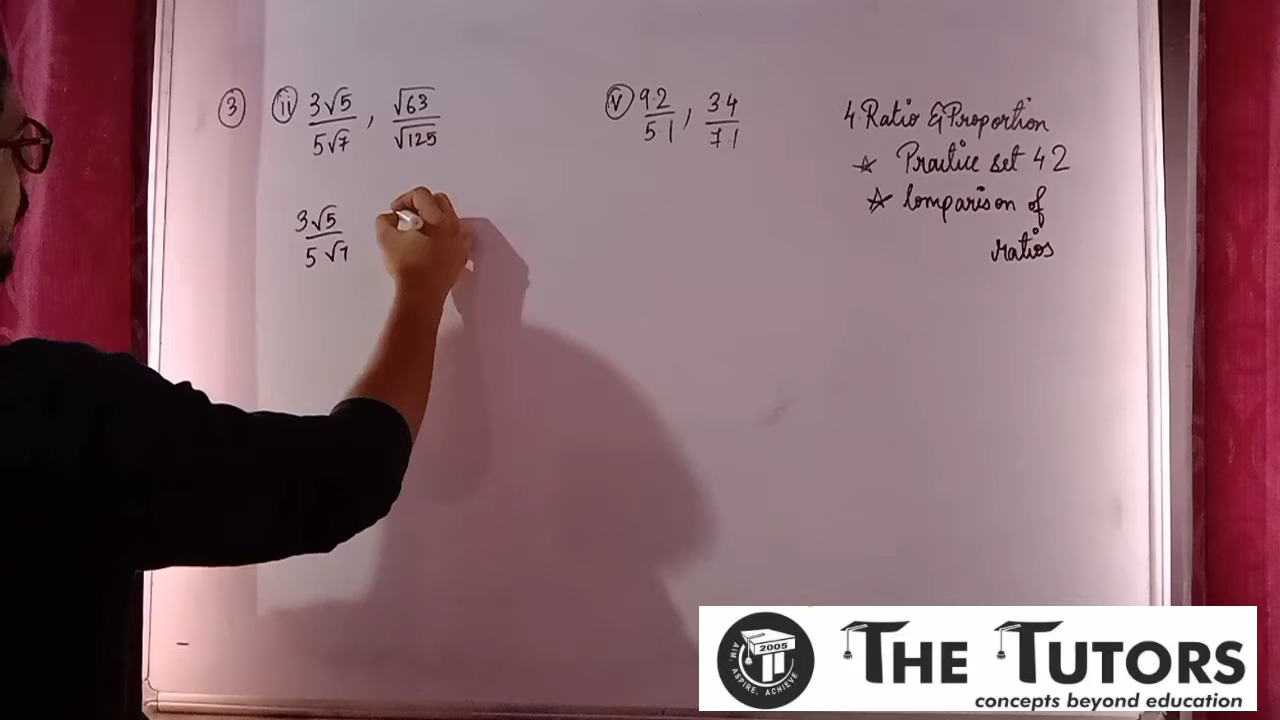 ③ ⓘⓘ 3√5/5√7 , √63/√125
3√5/5√7
ⓥ 9.2/5.1 , 3.4/7.1
4. Ratio & Proportion
☆ Practice set 4.2
☆ Comparison of
ratios
AIM, ASPIRE, ACHIEVE
2005
THE TUTORS
concepts beyond education